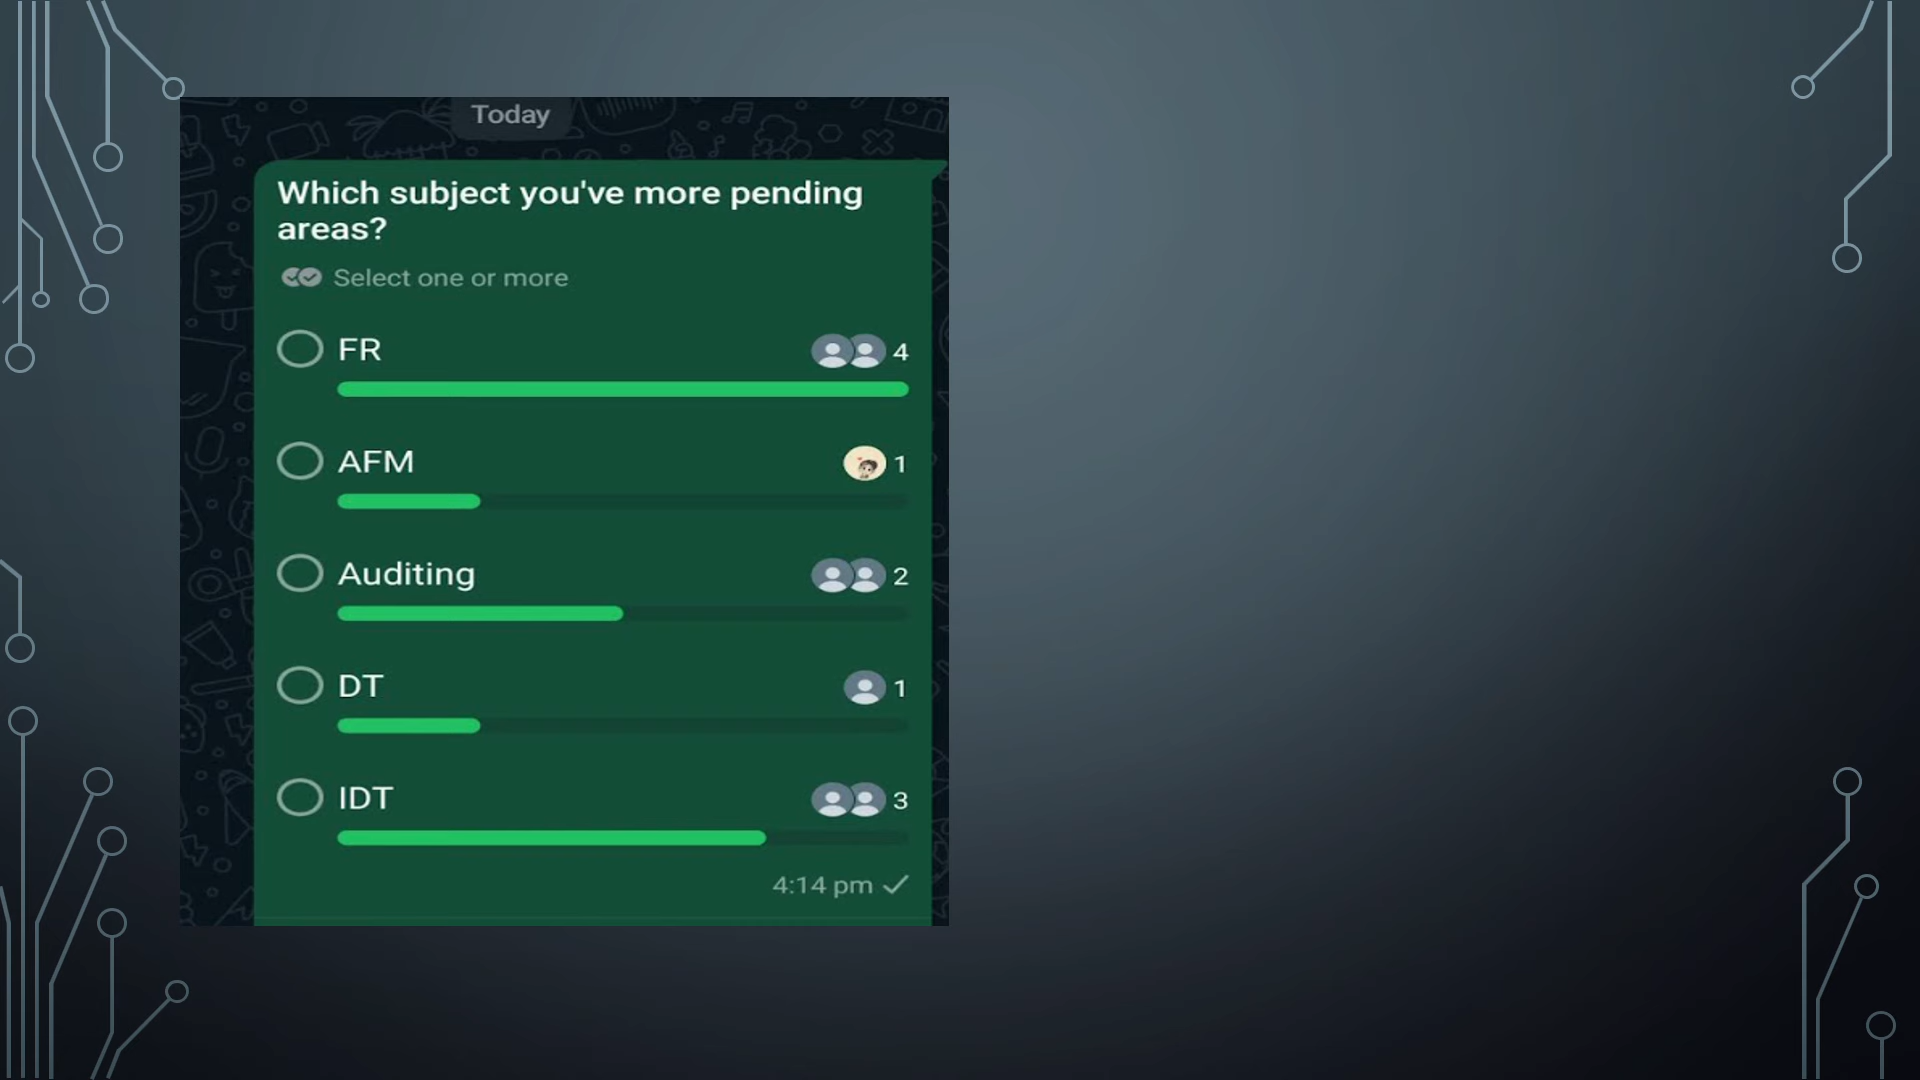 Today
Which subject you've more pending
areas?
Select one or more
FR 4
AFM 1
Auditing 2
DT 1
IDT 3
4:14 pm